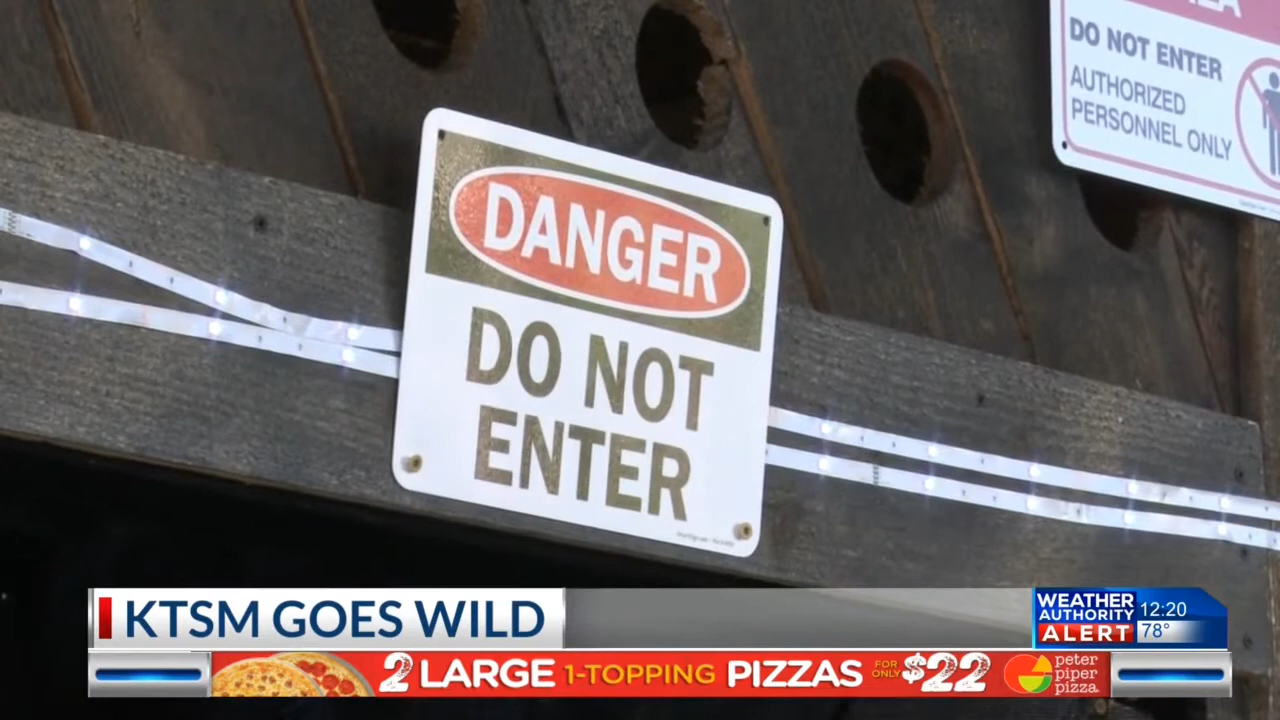 DO NOT ENTER
AUTHORIZED
PERSONNEL ONLY
DANGER
DO NOT
ENTER
KTSM GOES WILD
WEATHER
AUTHORITY
ALERT
12:20
78°
2 LARGE 1-TOPPING PIZZAS FOR ONLY $22
peter
piper
pizza